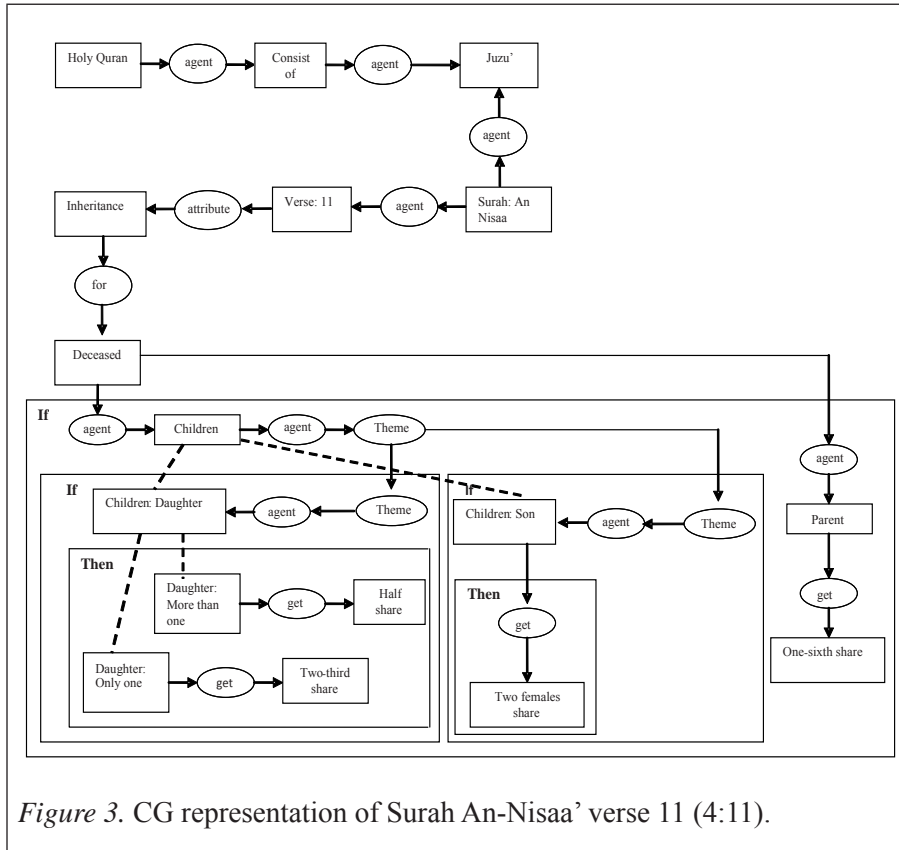 Holy Quran
agent
Consist
of
agent
Juzu’
agent
Inheritance
attribute
Verse: 11
agent
Surah: An
Nisaa
for
Deceased
If
agent
Children
agent
Theme
agent
If
Children: Daughter
agent
Theme
If
Children: Son
agent
Theme
Parent
Then
Daughter:
More than
one
get
Half
share
Then
get
get
Daughter:
Only one
get
Two-third
share
Two females
share
One-sixth share
Figure 3. CG representation of Surah An-Nisaa’ verse 11 (4:11).